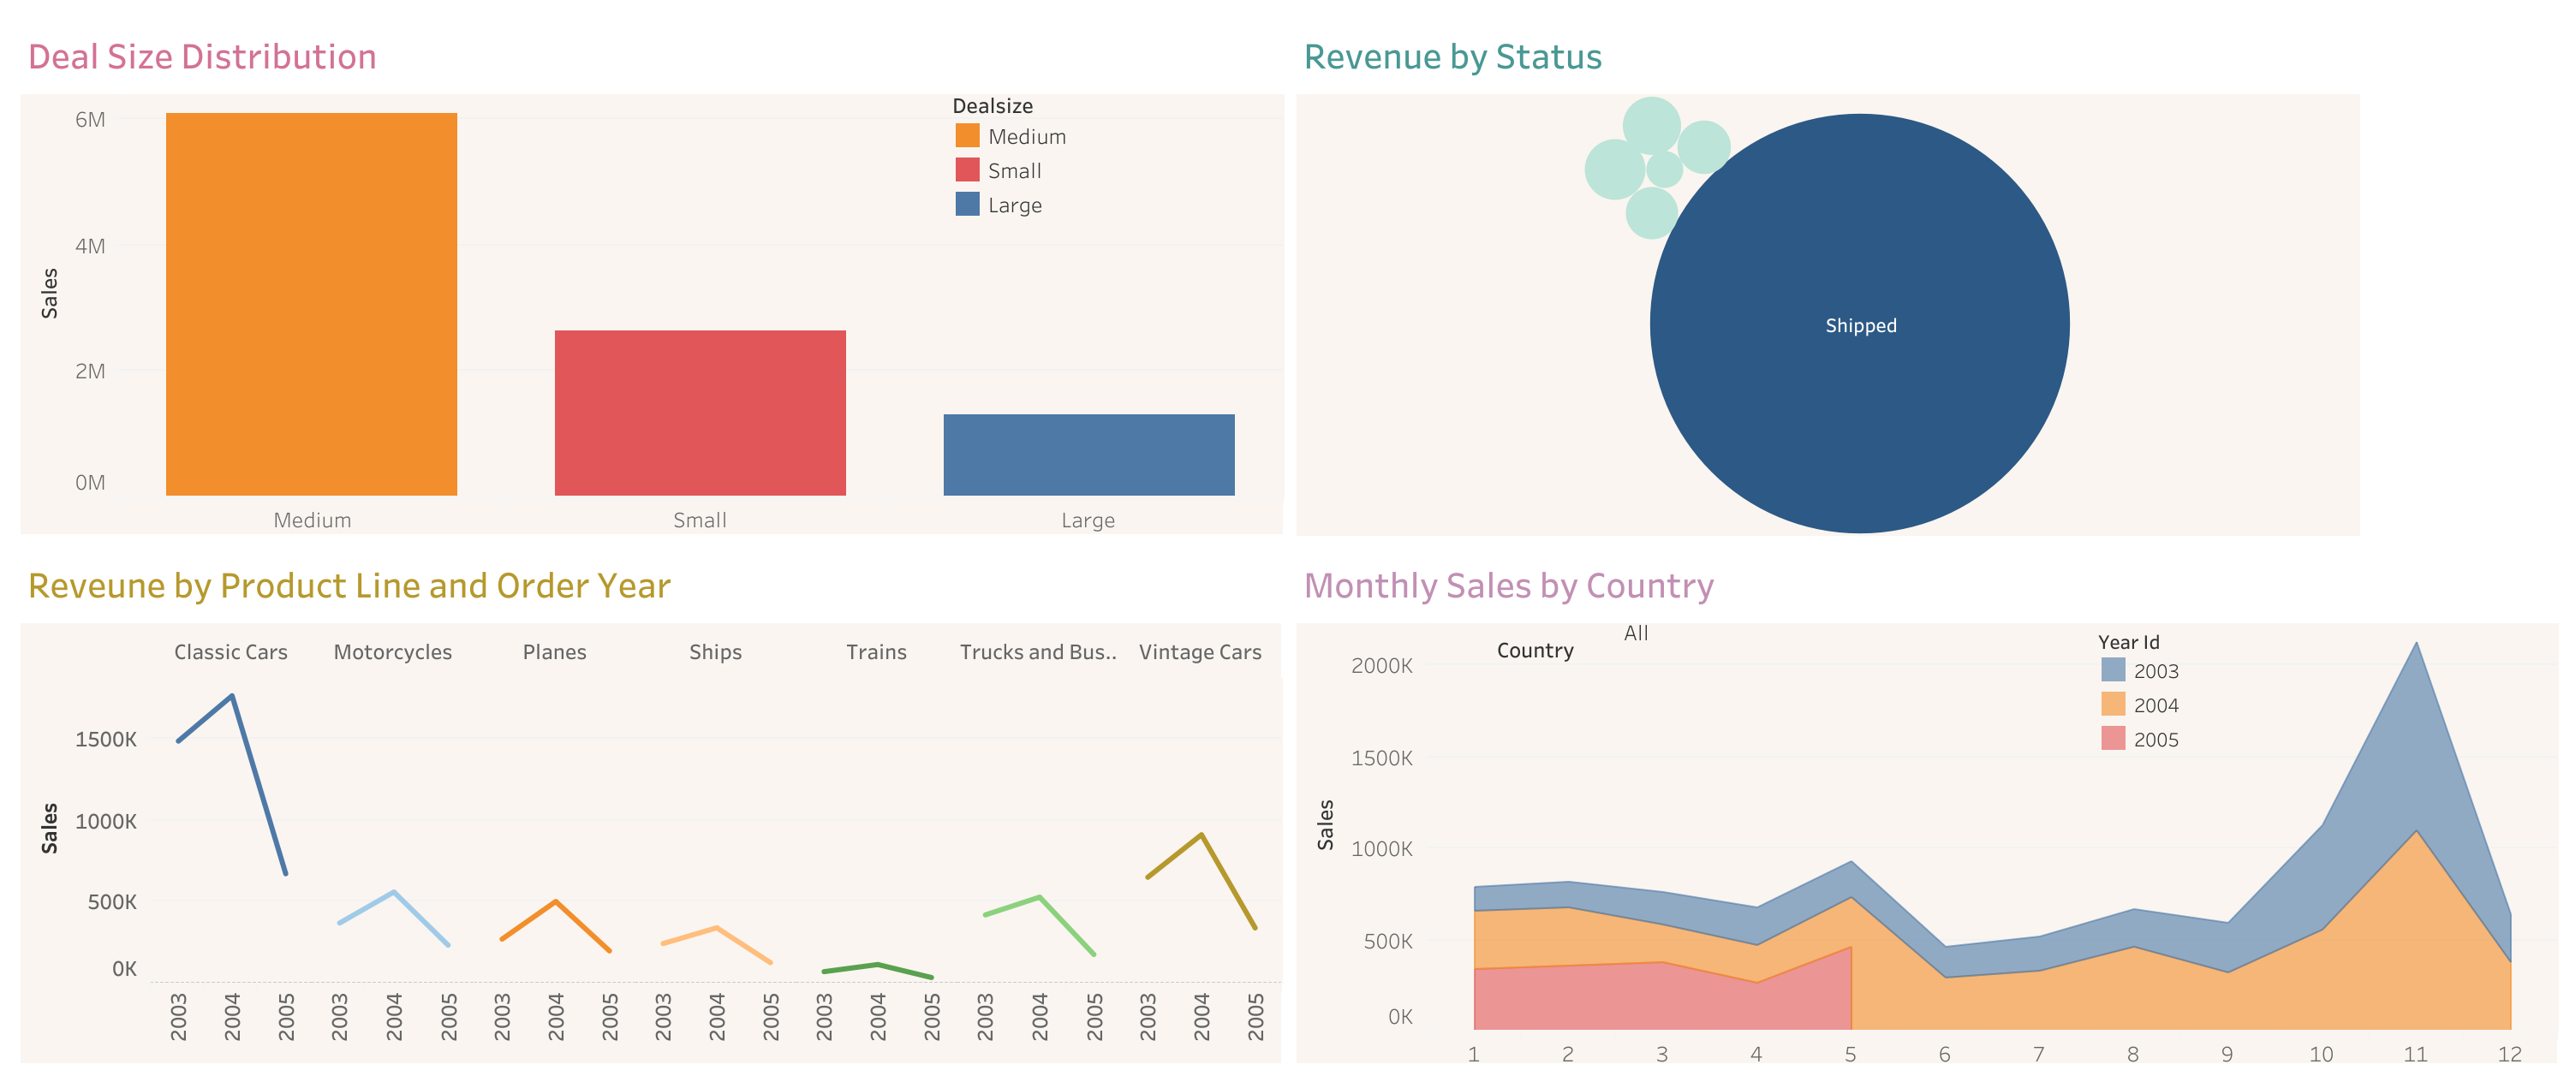 Deal Size Distribution
Sales
6M
4M
2M
0M
Medium
Small
Large
Dealsize
Medium
Small
Large
Revenue by Status
Shipped
Reveune by Product Line and Order Year
Classic Cars Motorcycles Planes Ships Trains Trucks and Bus.. Vintage Cars
Sales
1500K
1000K
500K
0K
2003 2004 2005 2003 2004 2005 2003 2004 2005 2003 2004 2005 2003 2004 2005 2003 2004 2005 2003 2004 2005
Monthly Sales by Country
Country All
Year Id
2003
2004
2005
Sales
2000K
1500K
1000K
500K
0K
1 2 3 4 5 6 7 8 9 10 11 12